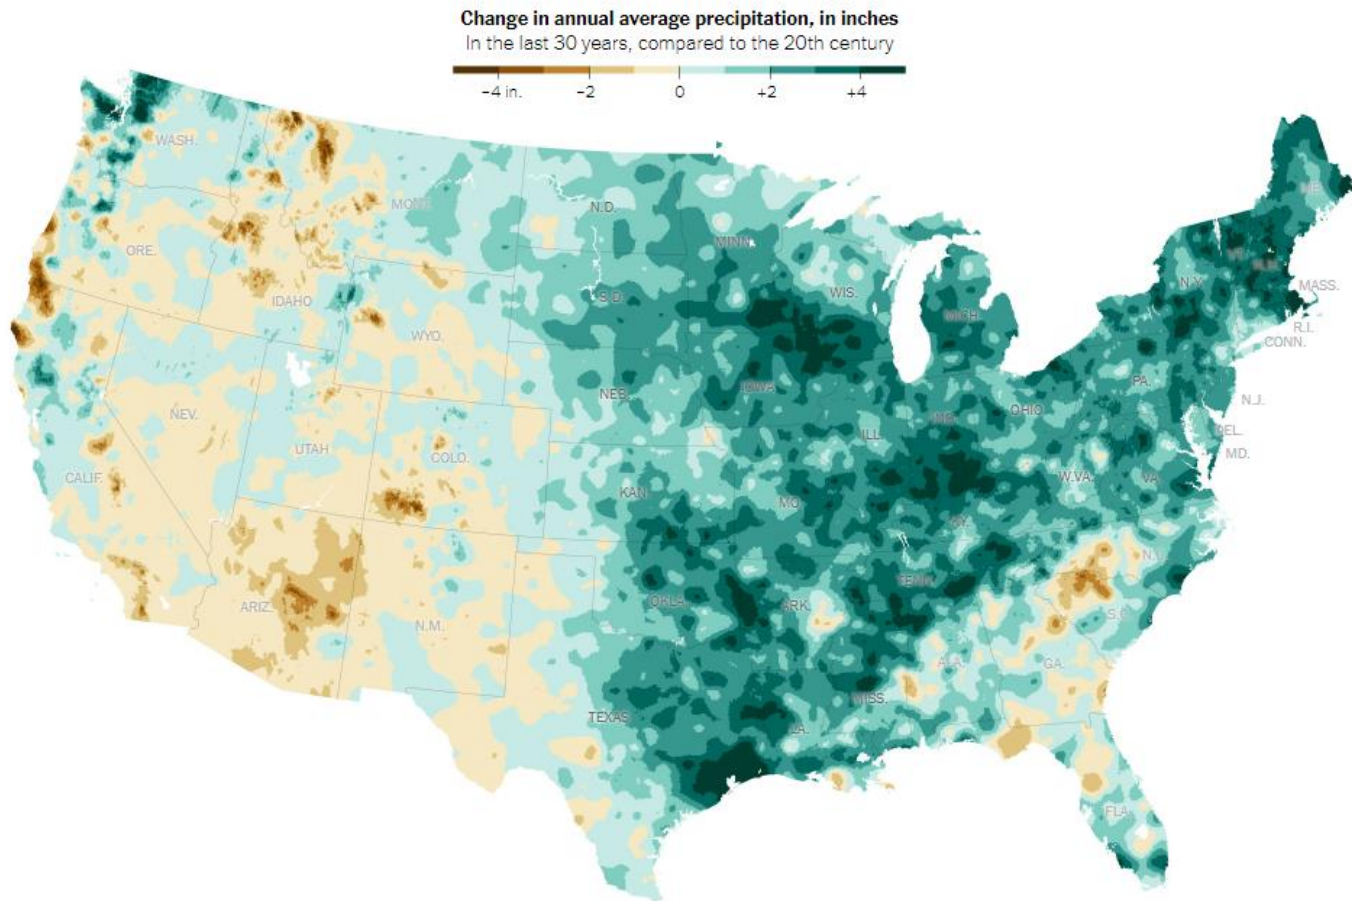 Change in annual average precipitation, in inches
In the last 30 years, compared to the 20th century
−4 in. −2 0 +2 +4
WASH.
MONT.
N.D.
MINN.
ME.
ORE.
IDAHO
S.D.
WIS.
MICH.
VT.
N.H.
N.Y.
MASS.
R.I.
CONN.
WYO.
NEB.
IOWA
PA.
N.J.
NEV.
UTAH
COLO.
ILL.
IND.
OHIO
DEL.
MD.
CALIF.
KAN.
MO.
W.VA.
VA.
KY.
ARIZ.
N.M.
OKLA.
ARK.
TENN.
N.C.
S.C.
TEXAS
LA.
MISS.
ALA.
GA.
FLA.